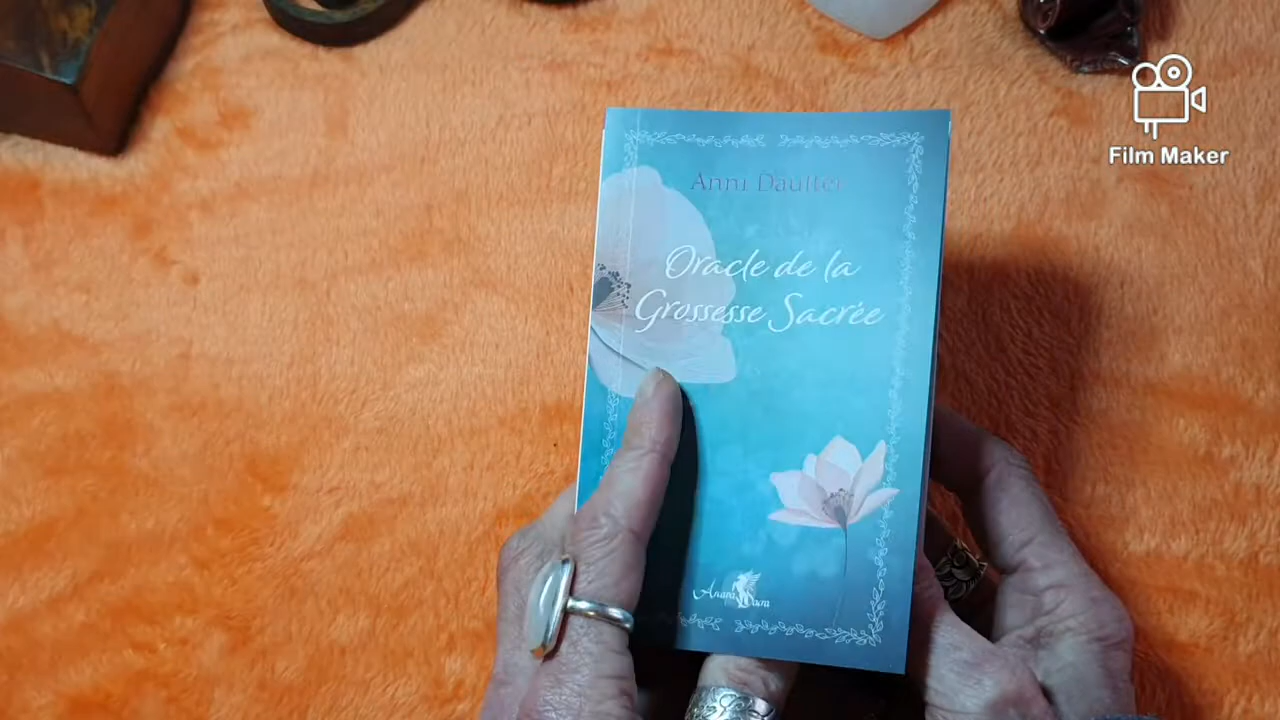 Film Maker
Anni Daulter
Oracle de la
Grossesse Sacrée